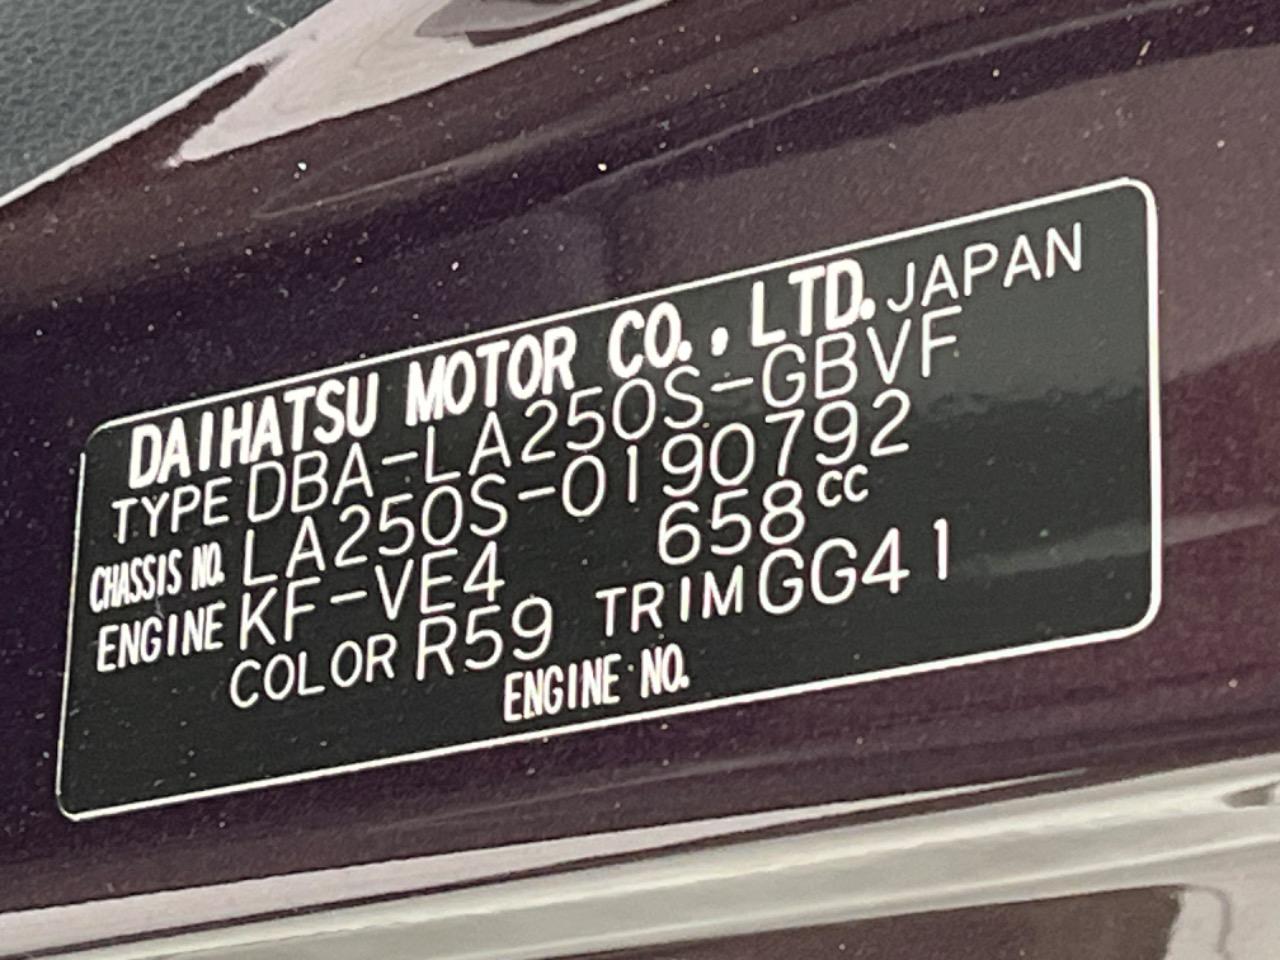 DAIHATSU MOTOR CO., LTD. JAPAN
TYPE DBA-LA250S-GBVF
CHASSIS NO. LA250S-0190792
ENGINE KF-VE4 658cc
COLOR R59 TRIM GG41
ENGINE NO.